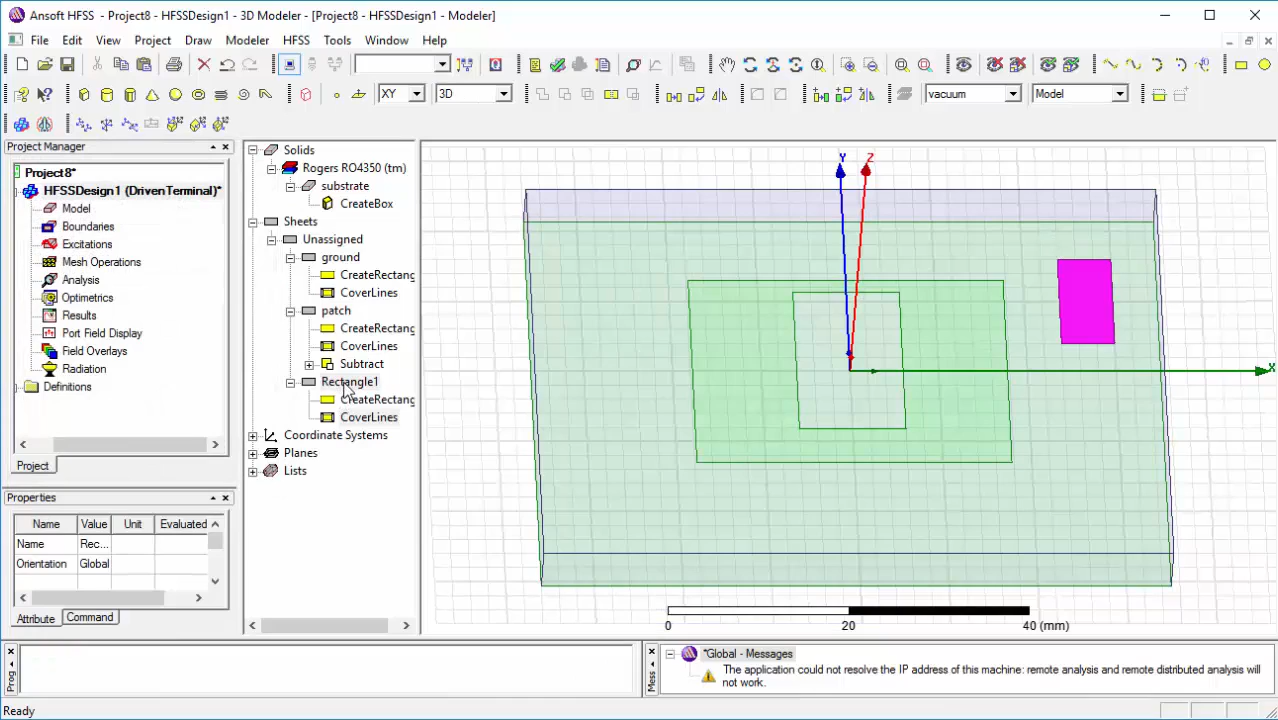 Ansoft HFSS - Project8 - HFSSDesign1 - 3D Modeler - [Project8 - HFSSDesign1 - Modeler]
File Edit View Project Draw Modeler HFSS Tools Window Help
XY 3D vacuum Model
Project Manager
Project8*
HFSSDesign1 (DrivenTerminal)*
Model
Boundaries
Excitations
Mesh Operations
Analysis
Optimetrics
Results
Port Field Display
Field Overlays
Radiation
Definitions
Project
Properties
Name Value Unit Evaluated
Name Rec...
Orientation Global
Attribute Command
Solids
Rogers RO4350 (tm)
substrate
CreateBox
Sheets
Unassigned
ground
CreateRectang
CoverLines
patch
CreateRectang
CoverLines
Subtract
Rectangle1
CreateRectang
CoverLines
Coordinate Systems
Planes
Lists
Y Z
X
0 20 40 (mm)
Prog
Mess
*Global - Messages
The application could not resolve the IP address of this machine: remote analysis and remote distributed analysis will
not work.
Ready